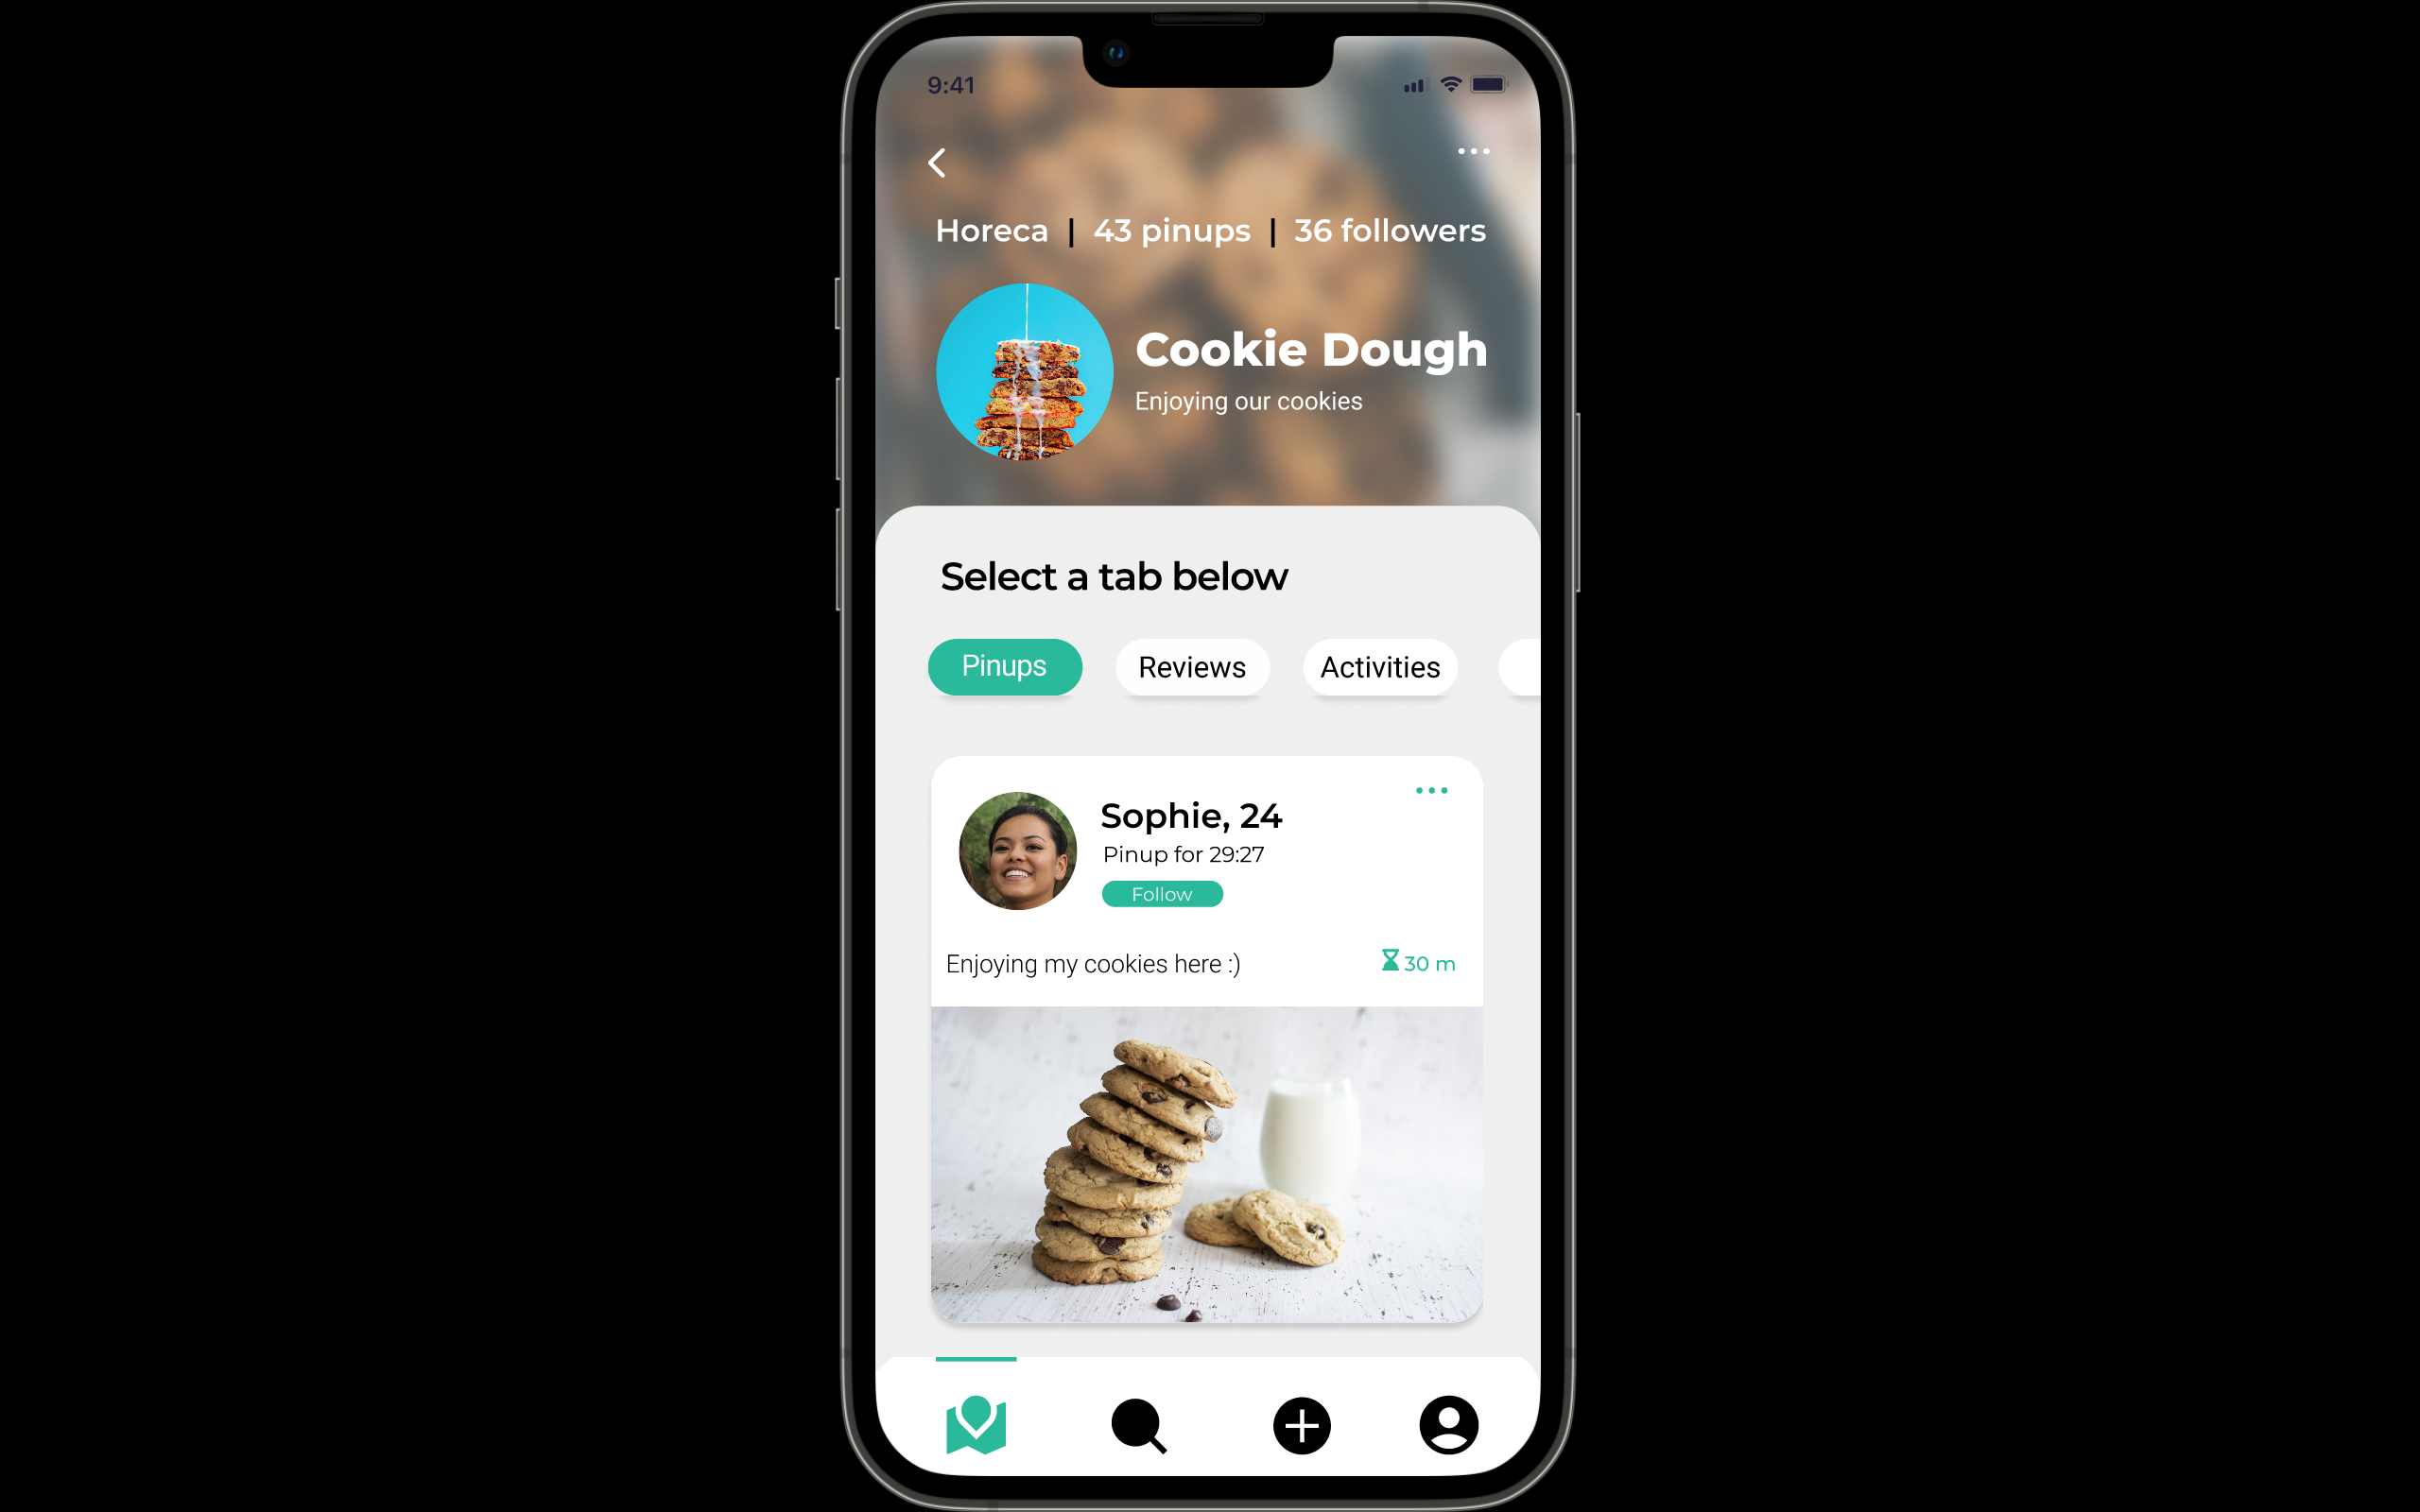 9:41
Horeca | 43 pinups | 36 followers
Cookie Dough
Enjoying our cookies
Select a tab below
Pinups Reviews Activities
Sophie, 24
Pinup for 29:27
Follow
Enjoying my cookies here :) 30 m